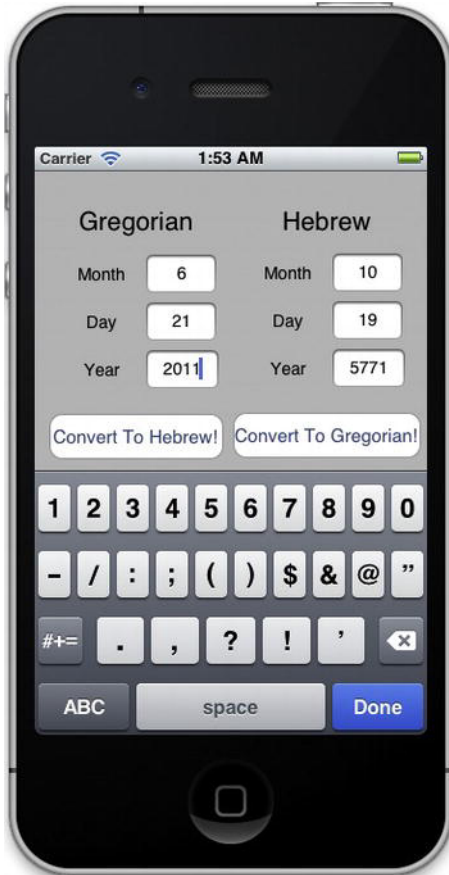 Carrier 1:53 AM
Gregorian Hebrew
Month 6 Month 10
Day 21 Day 19
Year 2011 Year 5771
Convert To Hebrew! Convert To Gregorian!
1 2 3 4 5 6 7 8 9 0
- / : ; ( ) $ & @ "
#+= . , ? ! ' 
ABC space Done